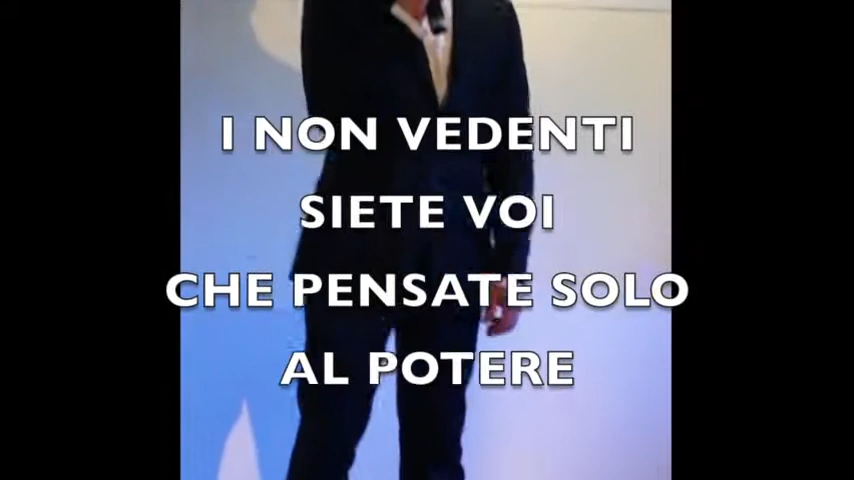 I NON VEDENTI
SIETE VOI
CHE PENSATE SOLO
AL POTERE